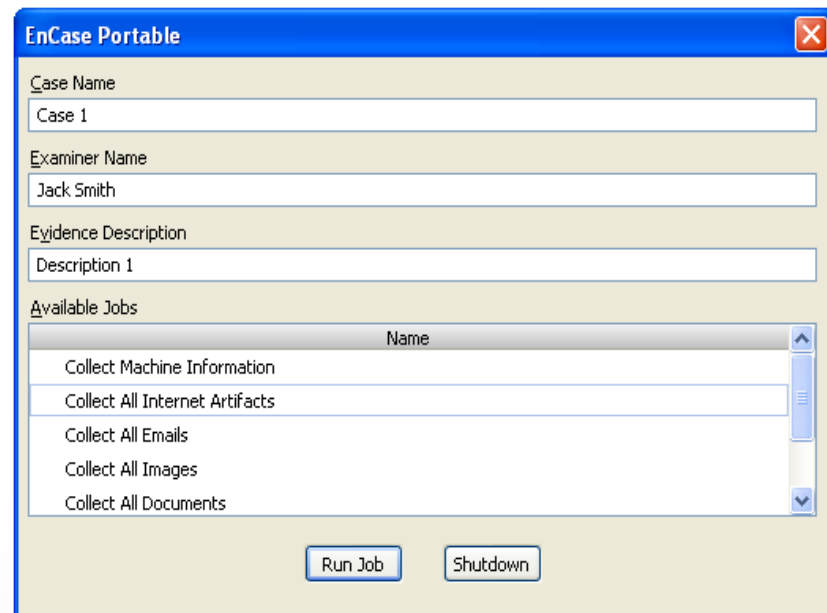 EnCase Portable
Case Name
Case 1
Examiner Name
Jack Smith
Evidence Description
Description 1
Available Jobs
Name
Collect Machine Information
Collect All Internet Artifacts
Collect All Emails
Collect All Images
Collect All Documents
Run Job Shutdown